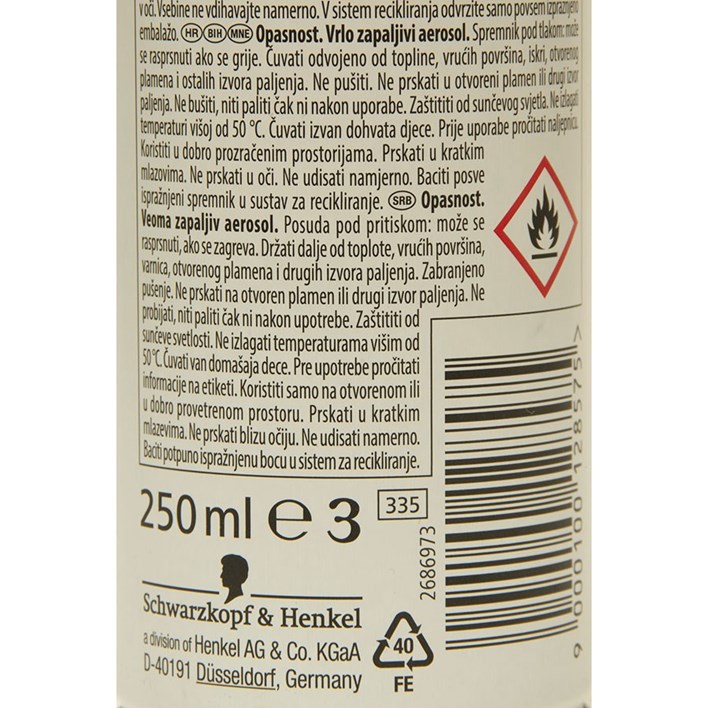 v oči. Vsebine ne vdihavajte namerno. V sistem recikliranja odvrzite samo povsem izpraznjeno
embalažo. HR BIH MNE Opasnost. Vrlo zapaljivi aerosol. Spremnik pod tlakom: može
se rasprsnuti ako se grije. Čuvati odvojeno od topline, vrućih površina, iskri, otvorenog
plamena i ostalih izvora paljenja. Ne pušiti. Ne prskati u otvoreni plamen ili drugi izvor
paljenja. Ne bušiti, niti paliti čak ni nakon uporabe. Zaštititi od sunčevog svjetla. Ne izlagati
temperaturi višoj od 50 °C. Čuvati izvan dohvata djece. Prije uporabe pročitati naljepnicu.
Koristiti u dobro prozračenim prostorijama. Prskati u kratkim
mlazovima. Ne prskati u oči. Ne udisati namjerno. Baciti posve
ispražnjeni spremnik u sustav za recikliranje. SRB Opasnost.
Veoma zapaljiv aerosol. Posuda pod pritiskom: može se
rasprsnuti, ako se zagreva. Držati dalje od toplote, vrućih površina,
varnica, otvorenog plamena i drugih izvora paljenja. Zabranjeno
pušenje. Ne prskati na otvoren plamen ili drugi izvor paljenja. Ne
probijati, niti paliti čak ni nakon upotrebe. Zaštititi od
sunčeve svetlosti. Ne izlagati temperaturama višim od
50 °C. Čuvati van domašaja dece. Pre upotrebe pročitati
informacije na etiketi. Koristiti samo na otvorenom ili
u dobro provetrenom prostoru. Prskati u kratkim
mlazevima. Ne prskati blizu očiju. Ne udisati namerno.
Baciti potpuno ispražnjenu bocu u sistem za recikliranje.
250 ml ℮ 3 335
2686973
9 000100 128575 >
Schwarzkopf & Henkel
a division of Henkel AG & Co. KGaA
D-40191 Düsseldorf, Germany
40
FE